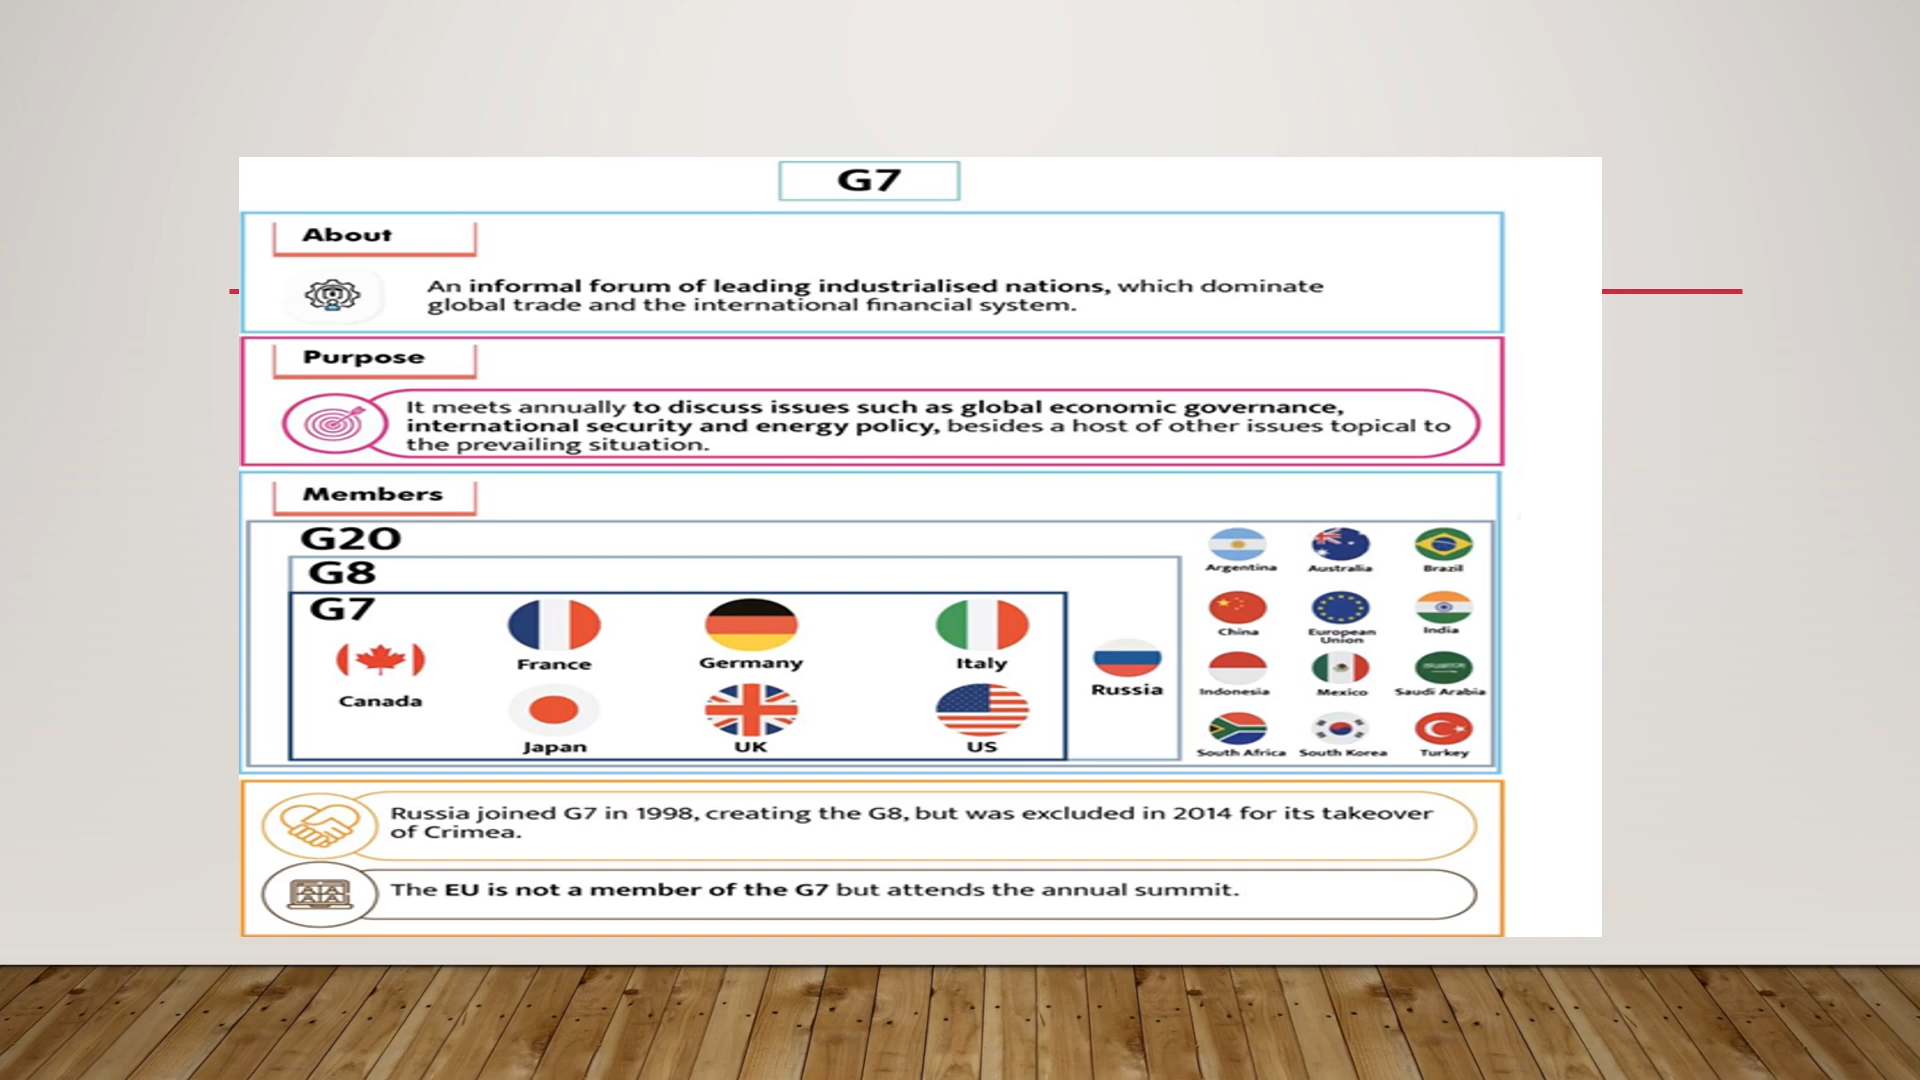 G7
About
An informal forum of leading industrialised nations, which dominate
global trade and the international financial system.
Purpose
It meets annually to discuss issues such as global economic governance,
international security and energy policy, besides a host of other issues topical to
the prevailing situation.
Members
G20
G8
G7
Canada
France
Germany
Italy
Japan
UK
US
Russia
Argentina
Australia
Brazil
China
European
Union
India
Indonesia
Mexico
Saudi Arabia
South Africa
South Korea
Turkey
Russia joined G7 in 1998, creating the G8, but was excluded in 2014 for its takeover
of Crimea.
The EU is not a member of the G7 but attends the annual summit.